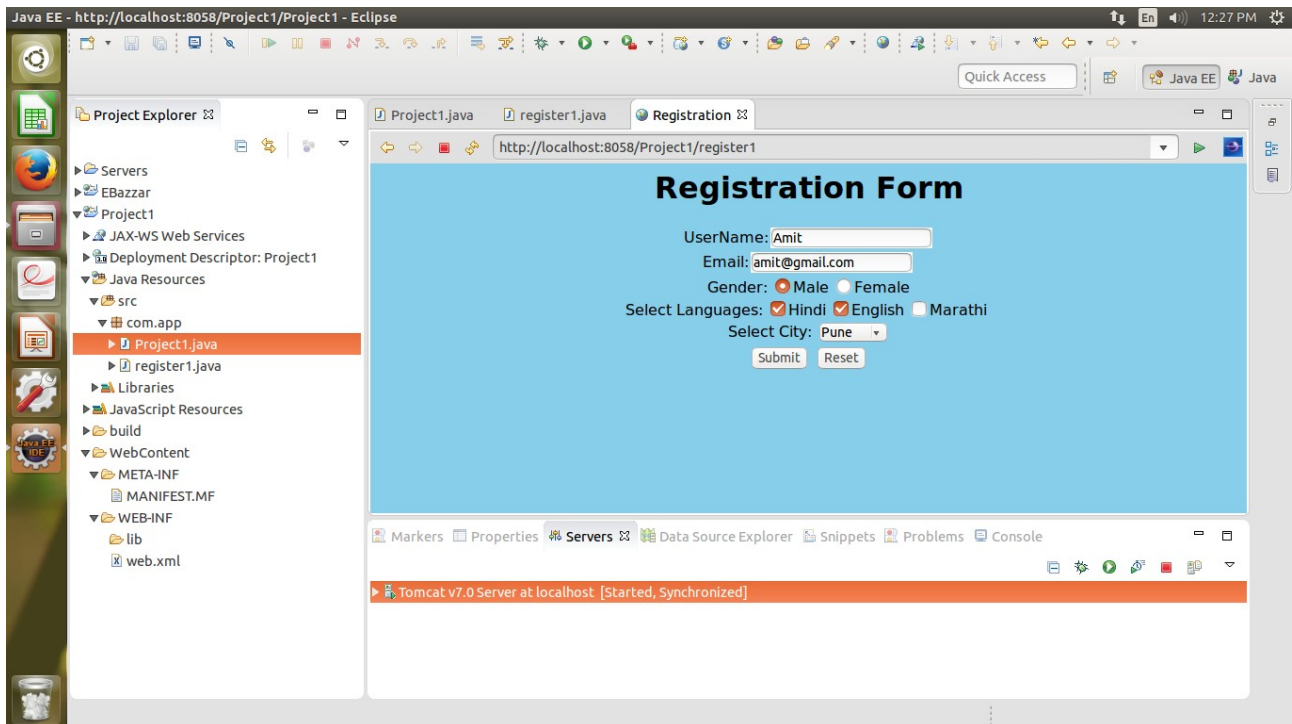 Java EE - http://localhost:8058/Project1/Project1 - Eclipse
En 12:27 PM
Quick Access
Java EE
Java
Project Explorer
Servers
EBazzar
Project1
JAX-WS Web Services
Deployment Descriptor: Project1
Java Resources
src
com.app
Project1.java
register1.java
Libraries
JavaScript Resources
build
WebContent
META-INF
MANIFEST.MF
WEB-INF
lib
web.xml
Project1.java register1.java Registration
http://localhost:8058/Project1/register1
Registration Form
UserName: Amit
Email: amit@gmail.com
Gender: Male Female
Select Languages: Hindi English Marathi
Select City: Pune
Submit Reset
Markers Properties Servers Data Source Explorer Snippets Problems Console
Tomcat v7.0 Server at localhost [Started, Synchronized]
Java EE
IDE